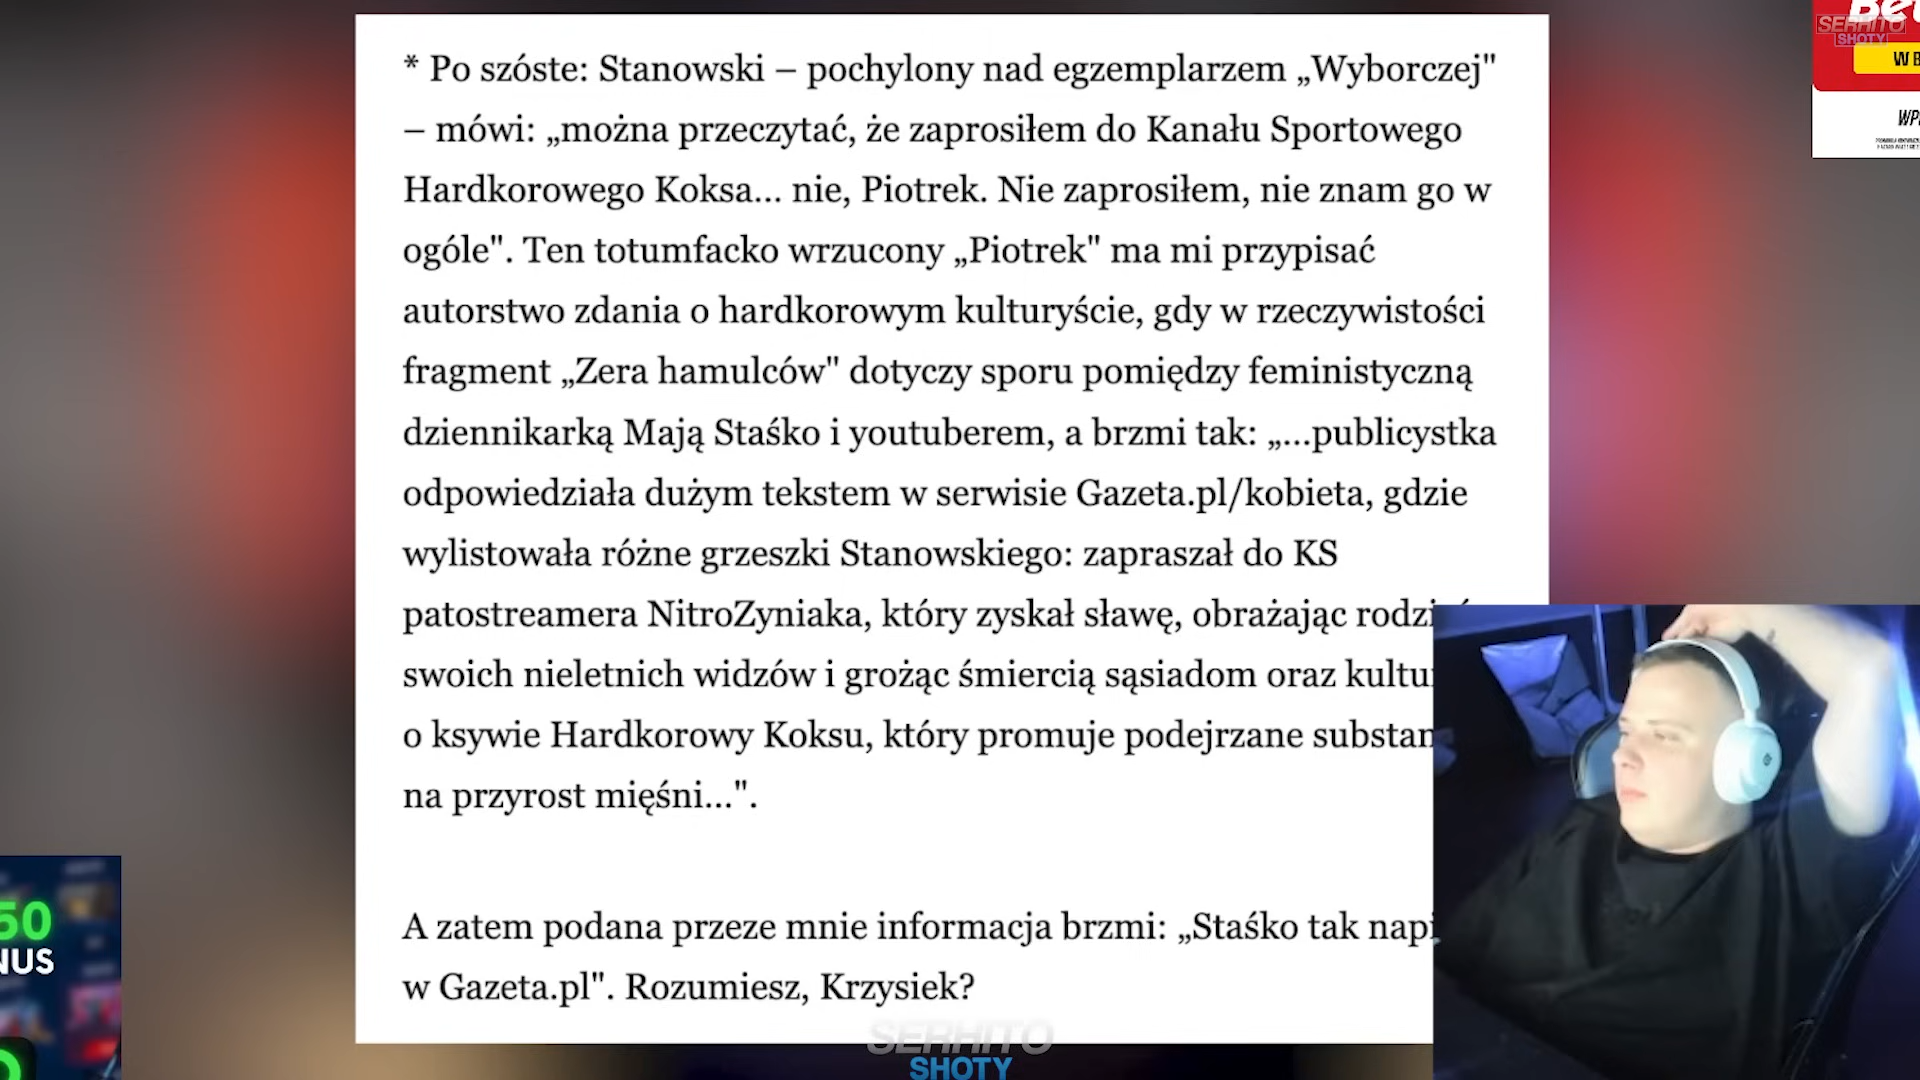 * Po szóste: Stanowski – pochylony nad egzemplarzem „Wyborczej"
– mówi: „można przeczytać, że zaprosiłem do Kanału Sportowego
Hardkorowego Koksa... nie, Piotrek. Nie zaprosiłem, nie znam go w
ogóle". Ten totumfacko wrzucony „Piotrek" ma mi przypisać
autorstwo zdania o hardkorowym kulturyście, gdy w rzeczywistości
fragment „Zera hamulców" dotyczy sporu pomiędzy feministyczną
dziennikarką Mają Staśko i youtuberem, a brzmi tak: „...publicystka
odpowiedziała dużym tekstem w serwisie Gazeta.pl/kobieta, gdzie
wylistowała różne grzeszki Stanowskiego: zapraszał do KS
patostreamera NitroZyniaka, który zyskał sławę, obrażając
swoich nieletnich widzów i grożąc śmiercią sąsiadom oraz
o ksywie Hardkorowy Koksu, który promuje podejrzane
na przyrost mięśni...".
A zatem podana przeze mnie informacja brzmi: „Staśko tak
w Gazeta.pl". Rozumiesz, Krzysiek?
SERHITO
SHOTY
SERHITO
SHOTY
W B
50
NUS